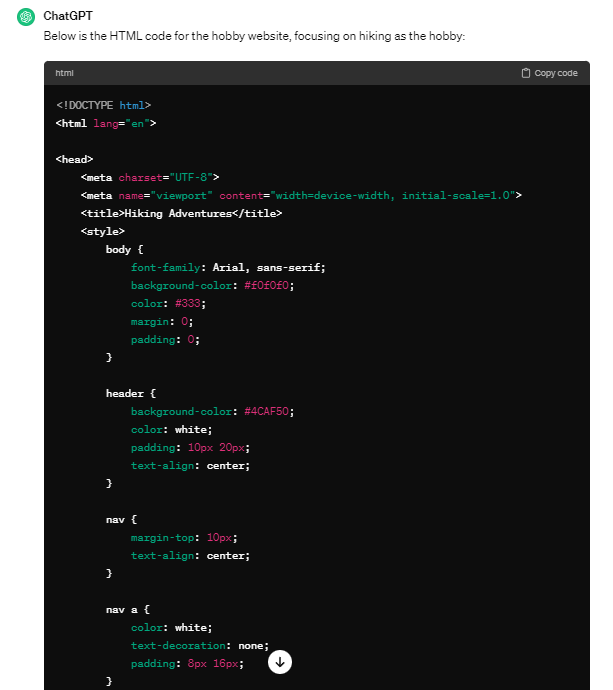 ChatGPT
Below is the HTML code for the hobby website, focusing on hiking as the hobby:
html
Copy code
<!DOCTYPE html>
<html lang="en">
<head>
<meta charset="UTF-8">
<meta name="viewport" content="width=device-width, initial-scale=1.0">
<title>Hiking Adventures</title>
<style>
body {
font-family: Arial, sans-serif;
background-color: #f0f0f0;
color: #333;
margin: 0;
padding: 0;
}
header {
background-color: #4CAF50;
color: white;
padding: 10px 20px;
text-align: center;
}
nav {
margin-top: 10px;
text-align: center;
}
nav a {
color: white;
text-decoration: none;
padding: 8px 16px;
}